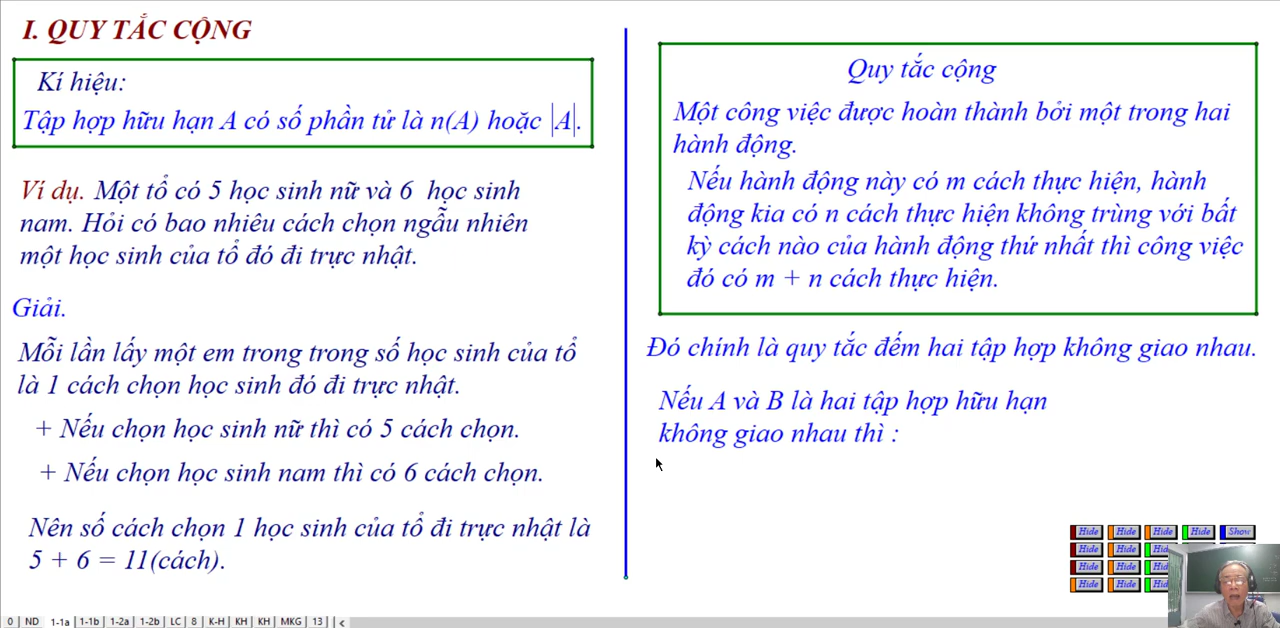 I. QUY TẮC CỘNG
Kí hiệu:
Tập hợp hữu hạn A có số phần tử là n(A) hoặc |A|.
Ví dụ. Một tổ có 5 học sinh nữ và 6 học sinh
nam. Hỏi có bao nhiêu cách chọn ngẫu nhiên
một học sinh của tổ đó đi trực nhật.
Giải.
Mỗi lần lấy một em trong trong số học sinh của tổ
là 1 cách chọn học sinh đó đi trực nhật.
+ Nếu chọn học sinh nữ thì có 5 cách chọn.
+ Nếu chọn học sinh nam thì có 6 cách chọn.
Nên số cách chọn 1 học sinh của tổ đi trực nhật là
5 + 6 = 11(cách).
Quy tắc cộng
Một công việc được hoàn thành bởi một trong hai
hành động.
Nếu hành động này có m cách thực hiện, hành
động kia có n cách thực hiện không trùng với bất
kỳ cách nào của hành động thứ nhất thì công việc
đó có m + n cách thực hiện.
Đó chính là quy tắc đếm hai tập hợp không giao nhau.
Nếu A và B là hai tập hợp hữu hạn
không giao nhau thì :
Hide Hide Hide Hide Show
Hide Hide Hide
Hide Hide Hide
Hide Hide Hide
0 | ND | 1-1a | 1-1b | 1-2a | 1-2b | LC | 8 | K-H | KH | KH | MKG | 13 |